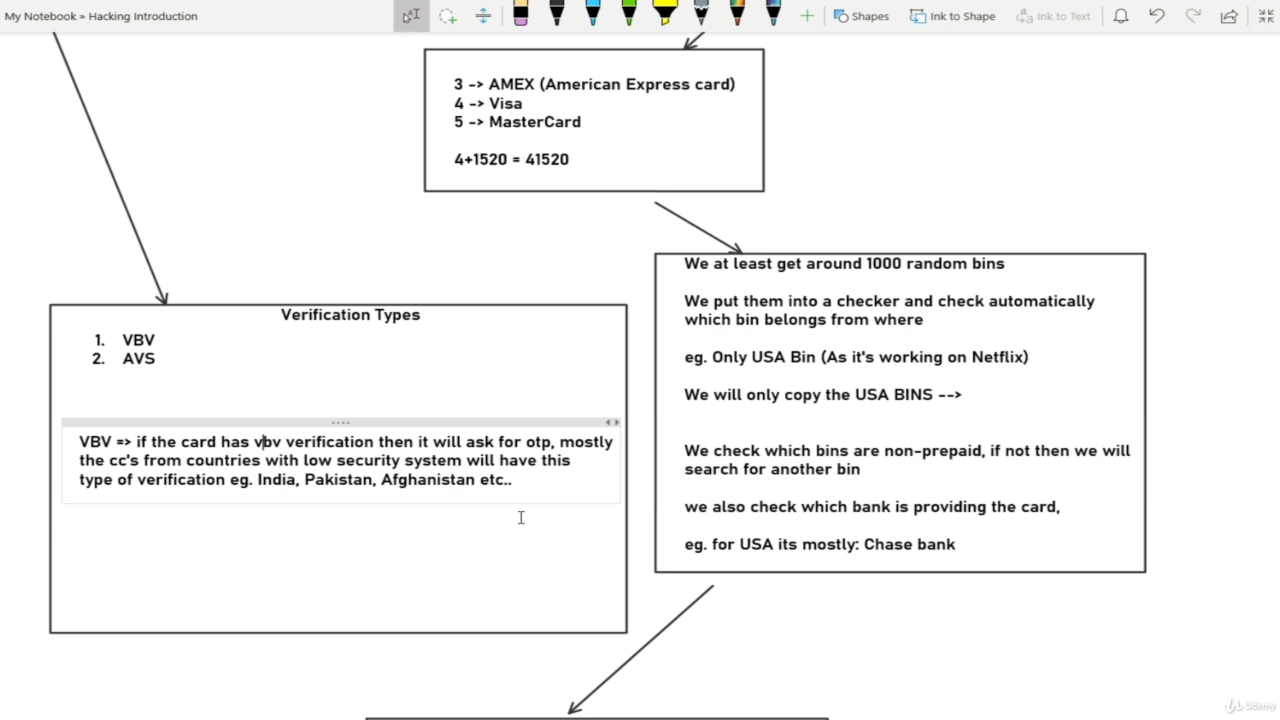 My Notebook » Hacking Introduction
Shapes
Ink to Shape
Ink to Text
3 -> AMEX (American Express card)
4 -> Visa
5 -> MasterCard
4+1520 = 41520
We at least get around 1000 random bins
We put them into a checker and check automatically
which bin belongs from where
eg. Only USA Bin (As it's working on Netflix)
We will only copy the USA BINS -->
We check which bins are non-prepaid, if not then we will
search for another bin
we also check which bank is providing the card,
eg. for USA its mostly: Chase bank
Verification Types
1. VBV
2. AVS
VBV => if the card has vbv verification then it will ask for otp, mostly
the cc's from countries with low security system will have this
type of verification eg. India, Pakistan, Afghanistan etc..
Udemy